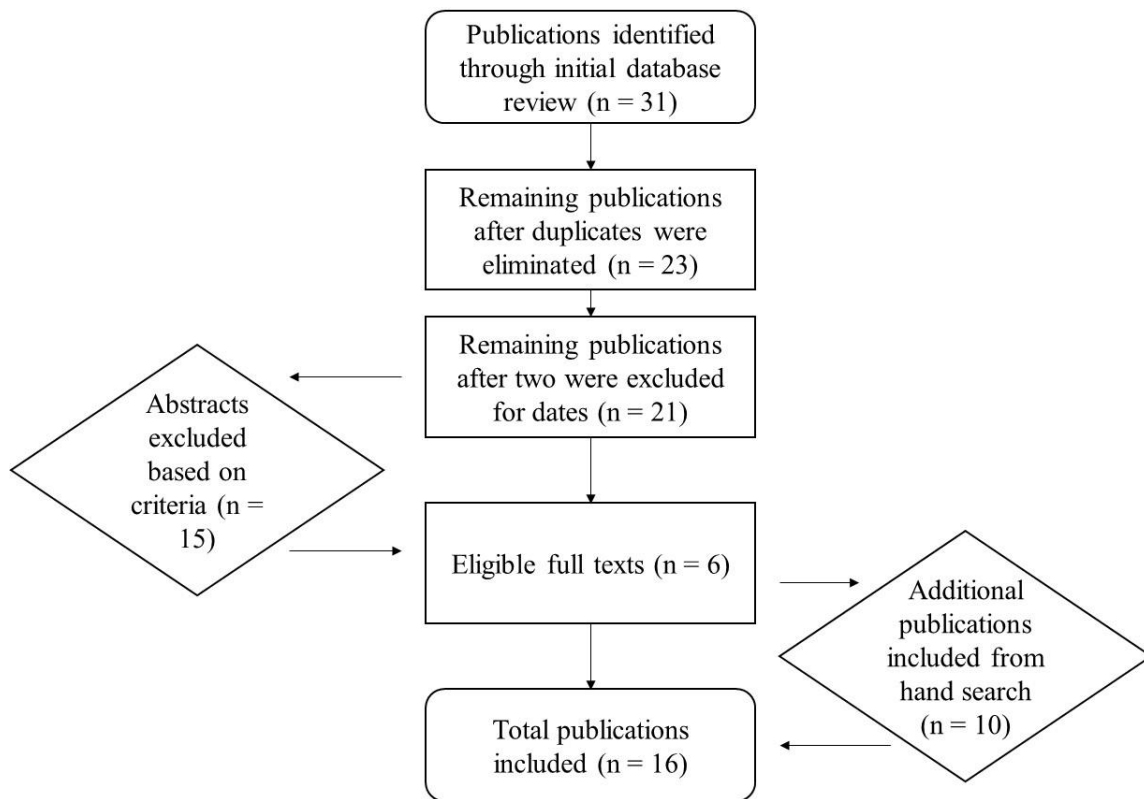 Publications identified
through initial database
review (n = 31)
Remaining publications
after duplicates were
eliminated (n = 23)
Remaining publications
after two were excluded
for dates (n = 21)
Abstracts
excluded
based on
criteria (n =
15)
Eligible full texts (n = 6)
Additional
publications
included from
hand search
(n = 10)
Total publications
included (n = 16)